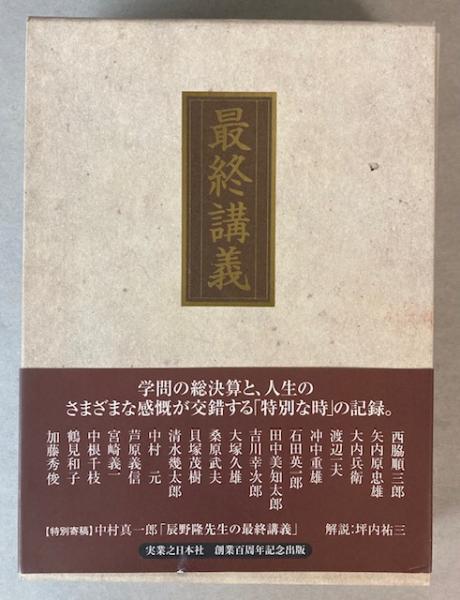 最終講義
学問の総決算と、人生の
さまざまな感慨が交錯する「特別な時」の記録。
西脇順三郎
矢内原忠雄
大内兵衛
渡辺一夫
冲中重雄
石田英一郎
田中美知太郎
吉川幸次郎
大塚久雄
桑原武夫
貝塚茂樹
清水幾太郎
中村 元
芦原義信
宮崎義一
中根千枝
鶴見和子
加藤秀俊
【特別寄稿】中村真一郎「辰野隆先生の最終講義」 解説:坪内祐三
実業之日本社 創業百周年記念出版